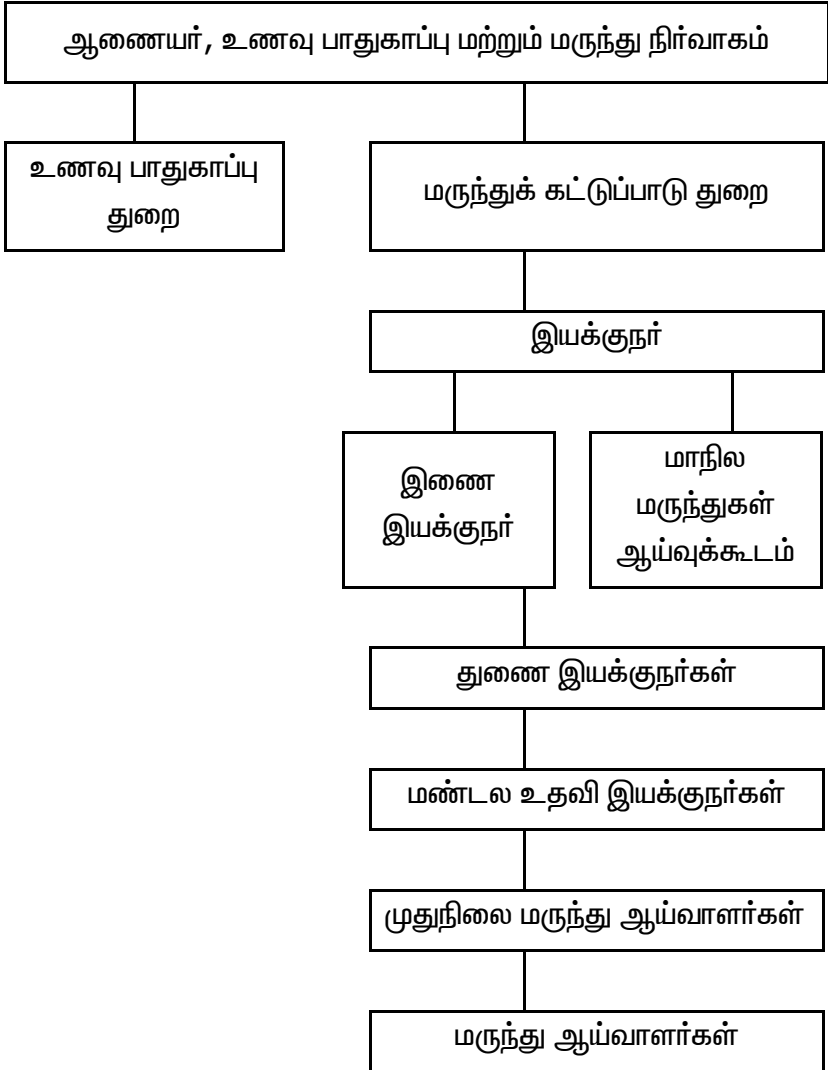 ஆணையர், உணவு பாதுகாப்பு மற்றும் மருந்து நிர்வாகம்
உணவு பாதுகாப்பு
துறை
மருந்துக் கட்டுப்பாடு துறை
இயக்குநர்
இணை
இயக்குநர்
மாநில
மருந்துகள்
ஆய்வுக்கூடம்
துணை இயக்குநர்கள்
மண்டல உதவி இயக்குநர்கள்
முதுநிலை மருந்து ஆய்வாளர்கள்
மருந்து ஆய்வாளர்கள்